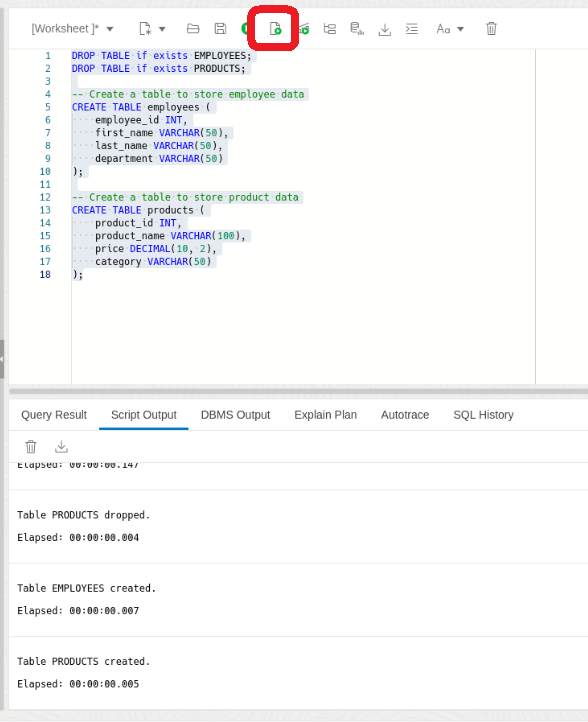 [Worksheet ]*
Aa
1 DROP TABLE if exists EMPLOYEES;
2 DROP TABLE if exists PRODUCTS;
3
4 -- Create a table to store employee data
5 CREATE TABLE employees (
6 employee_id INT,
7 first_name VARCHAR(50),
8 last_name VARCHAR(50),
9 department VARCHAR(50)
10 );
11
12 -- Create a table to store product data
13 CREATE TABLE products (
14 product_id INT,
15 product_name VARCHAR(100),
16 price DECIMAL(10, 2),
17 category VARCHAR(50)
18 );
Query Result Script Output DBMS Output Explain Plan Autotrace SQL History
Elapsed: 00:00:00.147
Table PRODUCTS dropped.
Elapsed: 00:00:00.004
Table EMPLOYEES created.
Elapsed: 00:00:00.007
Table PRODUCTS created.
Elapsed: 00:00:00.005